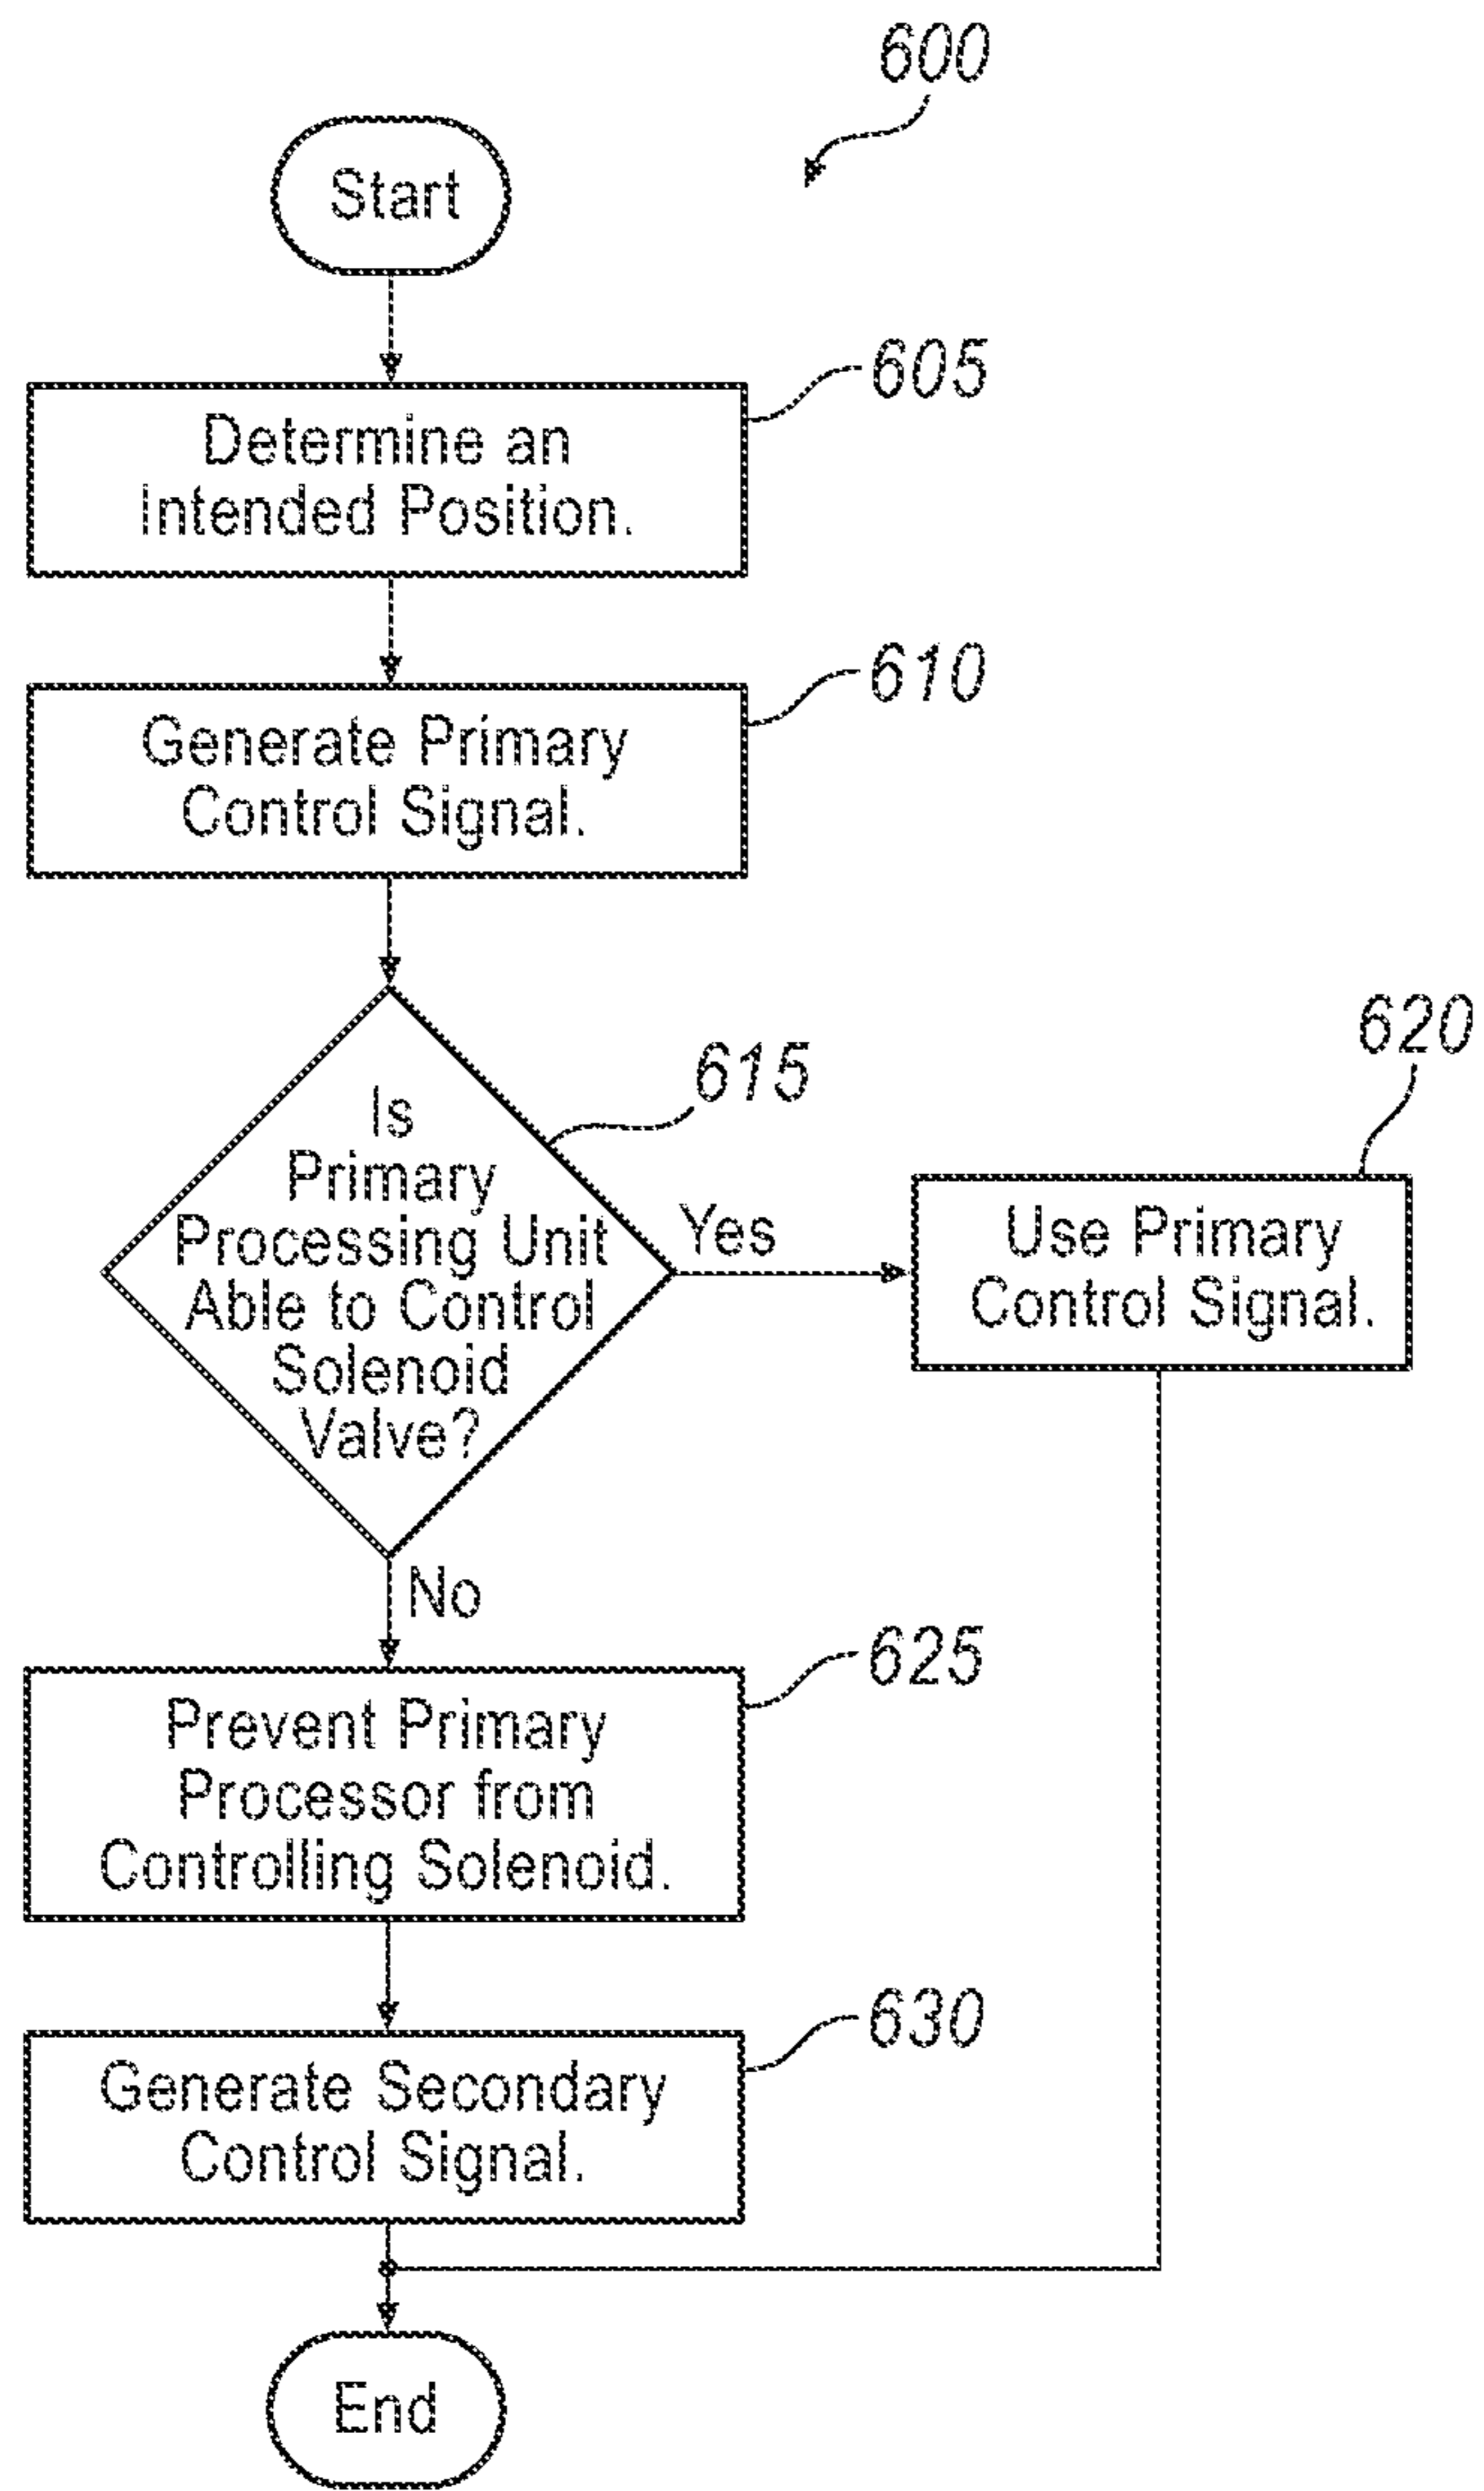 600
Start
605
Determine an
Intended Position.
610
Generate Primary
Control Signal.
615
Is
Primary
Processing Unit
Able to Control
Solenoid
Valve?
Yes
620
Use Primary
Control Signal.
No
625
Prevent Primary
Processor from
Controlling Solenoid.
630
Generate Secondary
Control Signal.
End